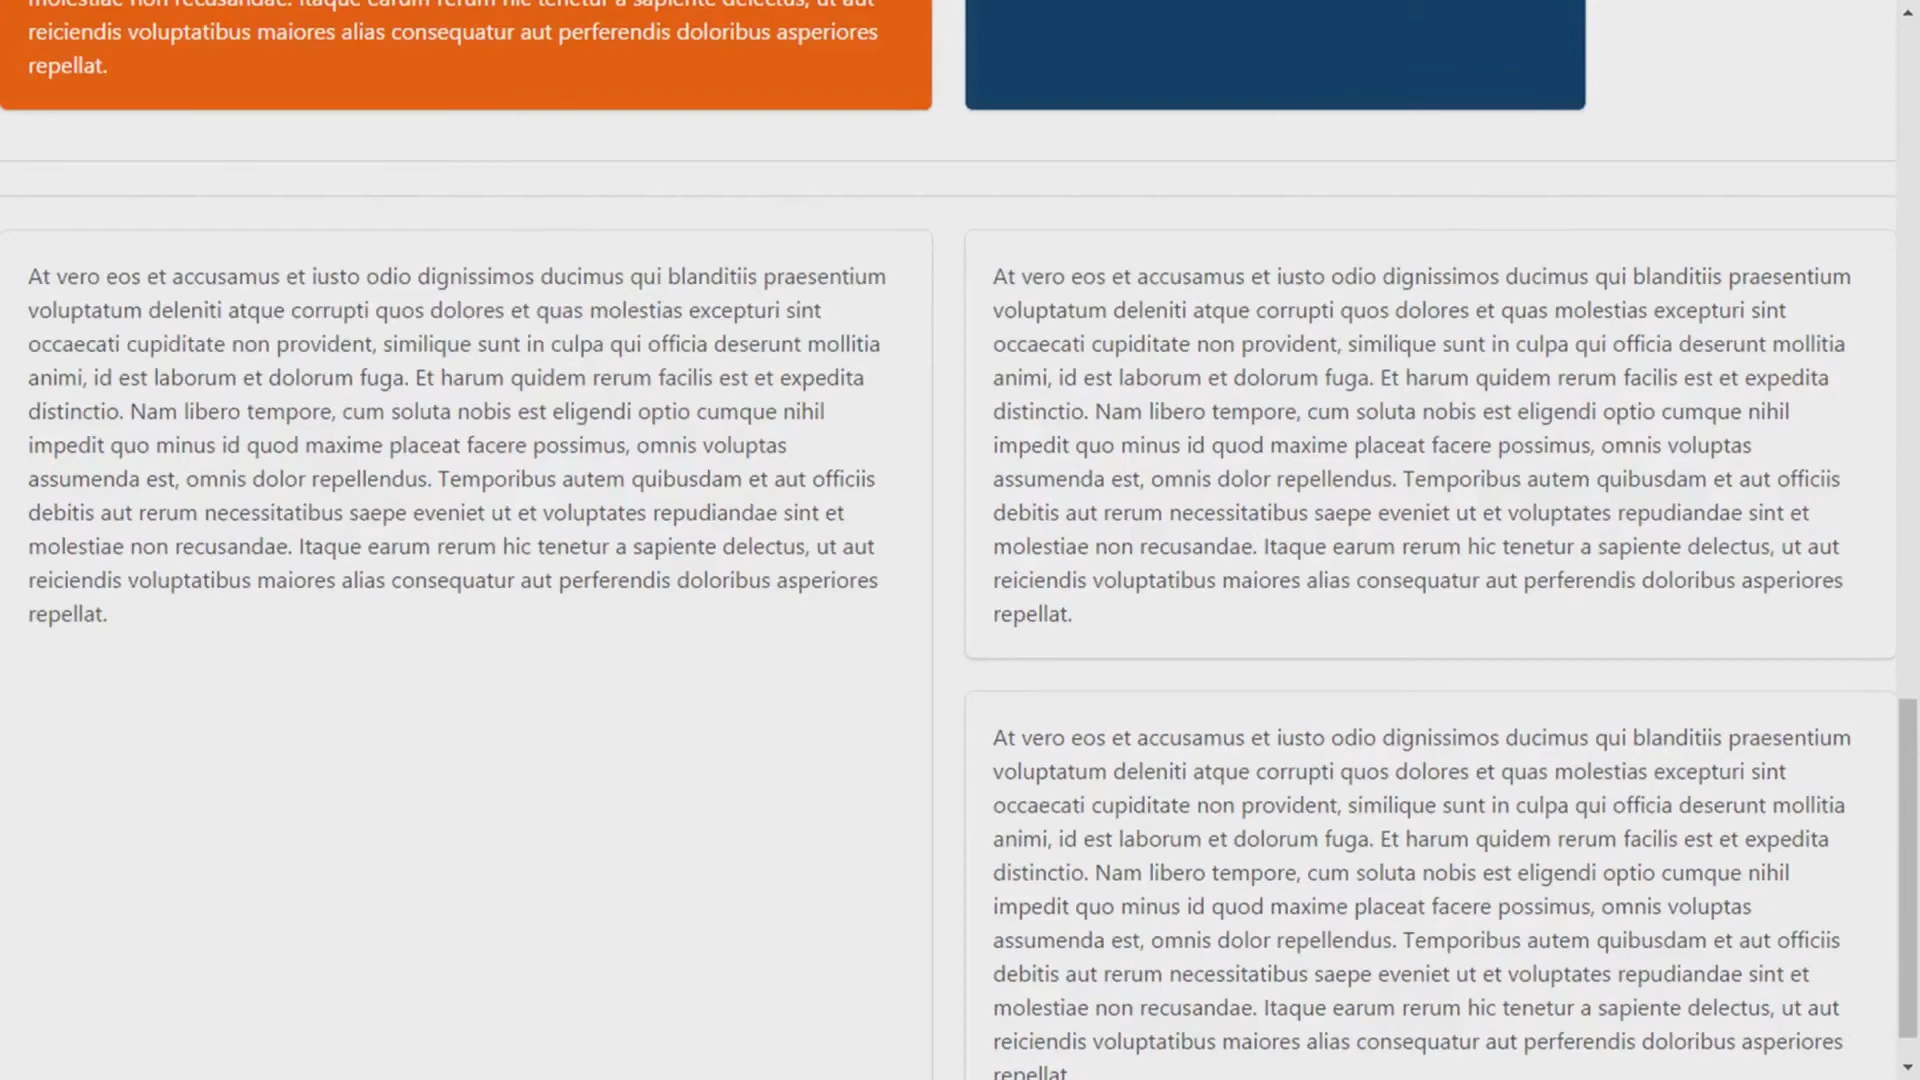 molestiae non recusandae. Itaque earum rerum hic tenetur a sapiente delectus, ut aut
reiciendis voluptatibus maiores alias consequatur aut perferendis doloribus asperiores
repellat.
At vero eos et accusamus et iusto odio dignissimos ducimus qui blanditiis praesentium
voluptatum deleniti atque corrupti quos dolores et quas molestias excepturi sint
occaecati cupiditate non provident, similique sunt in culpa qui officia deserunt mollitia
animi, id est laborum et dolorum fuga. Et harum quidem rerum facilis est et expedita
distinctio. Nam libero tempore, cum soluta nobis est eligendi optio cumque nihil
impedit quo minus id quod maxime placeat facere possimus, omnis voluptas
assumenda est, omnis dolor repellendus. Temporibus autem quibusdam et aut officiis
debitis aut rerum necessitatibus saepe eveniet ut et voluptates repudiandae sint et
molestiae non recusandae. Itaque earum rerum hic tenetur a sapiente delectus, ut aut
reiciendis voluptatibus maiores alias consequatur aut perferendis doloribus asperiores
repellat.
At vero eos et accusamus et iusto odio dignissimos ducimus qui blanditiis praesentium
voluptatum deleniti atque corrupti quos dolores et quas molestias excepturi sint
occaecati cupiditate non provident, similique sunt in culpa qui officia deserunt mollitia
animi, id est laborum et dolorum fuga. Et harum quidem rerum facilis est et expedita
distinctio. Nam libero tempore, cum soluta nobis est eligendi optio cumque nihil
impedit quo minus id quod maxime placeat facere possimus, omnis voluptas
assumenda est, omnis dolor repellendus. Temporibus autem quibusdam et aut officiis
debitis aut rerum necessitatibus saepe eveniet ut et voluptates repudiandae sint et
molestiae non recusandae. Itaque earum rerum hic tenetur a sapiente delectus, ut aut
reiciendis voluptatibus maiores alias consequatur aut perferendis doloribus asperiores
repellat.
At vero eos et accusamus et iusto odio dignissimos ducimus qui blanditiis praesentium
voluptatum deleniti atque corrupti quos dolores et quas molestias excepturi sint
occaecati cupiditate non provident, similique sunt in culpa qui officia deserunt mollitia
animi, id est laborum et dolorum fuga. Et harum quidem rerum facilis est et expedita
distinctio. Nam libero tempore, cum soluta nobis est eligendi optio cumque nihil
impedit quo minus id quod maxime placeat facere possimus, omnis voluptas
assumenda est, omnis dolor repellendus. Temporibus autem quibusdam et aut officiis
debitis aut rerum necessitatibus saepe eveniet ut et voluptates repudiandae sint et
molestiae non recusandae. Itaque earum rerum hic tenetur a sapiente delectus, ut aut
reiciendis voluptatibus maiores alias consequatur aut perferendis doloribus asperiores
repellat.